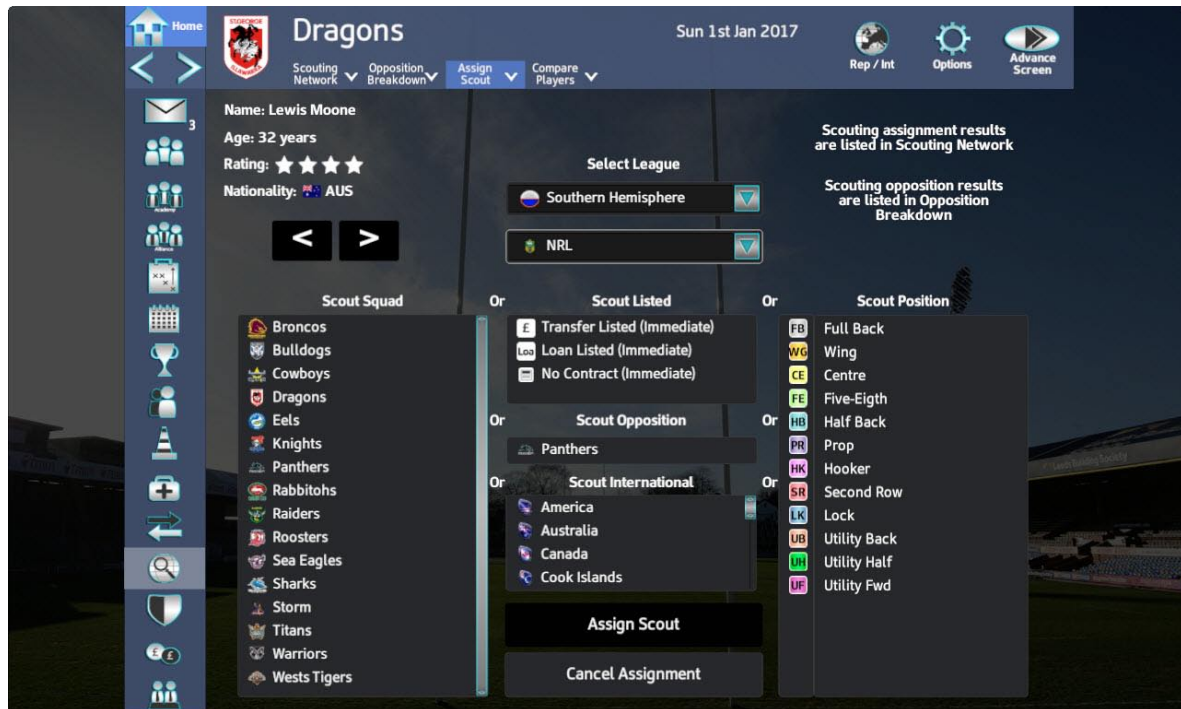 Home
Dragons
Sun 1st Jan 2017
Rep / Int
Options
Advance
Screen
Scouting
Network
Opposition
Breakdown
Assign
Scout
Compare
Players
3
Name: Lewis Moone
Age: 32 years
Rating:
Nationality: AUS
< >
Select League
Southern Hemisphere
NRL
Scouting assignment results
are listed in Scouting Network
Scouting opposition results
are listed in Opposition
Breakdown
Scout Squad
Broncos
Bulldogs
Cowboys
Dragons
Eels
Knights
Panthers
Rabbitohs
Raiders
Roosters
Sea Eagles
Sharks
Storm
Titans
Warriors
Wests Tigers
Or
Scout Listed
£ Transfer Listed (Immediate)
Loa Loan Listed (Immediate)
No Contract (Immediate)
Or
Scout Opposition
Panthers
Or
Scout International
America
Australia
Canada
Cook Islands
Assign Scout
Cancel Assignment
Or
Scout Position
FB Full Back
WG Wing
CE Centre
FE Five-Eigth
Or
HB Half Back
PR Prop
HK Hooker
Or
SR Second Row
LK Lock
UB Utility Back
UH Utility Half
UF Utility Fwd